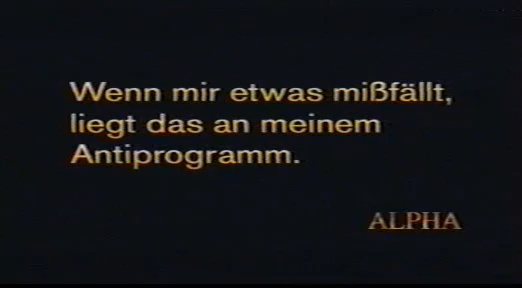 Wenn mir etwas mißfällt,
liegt das an meinem
Antiprogramm.
ALPHA